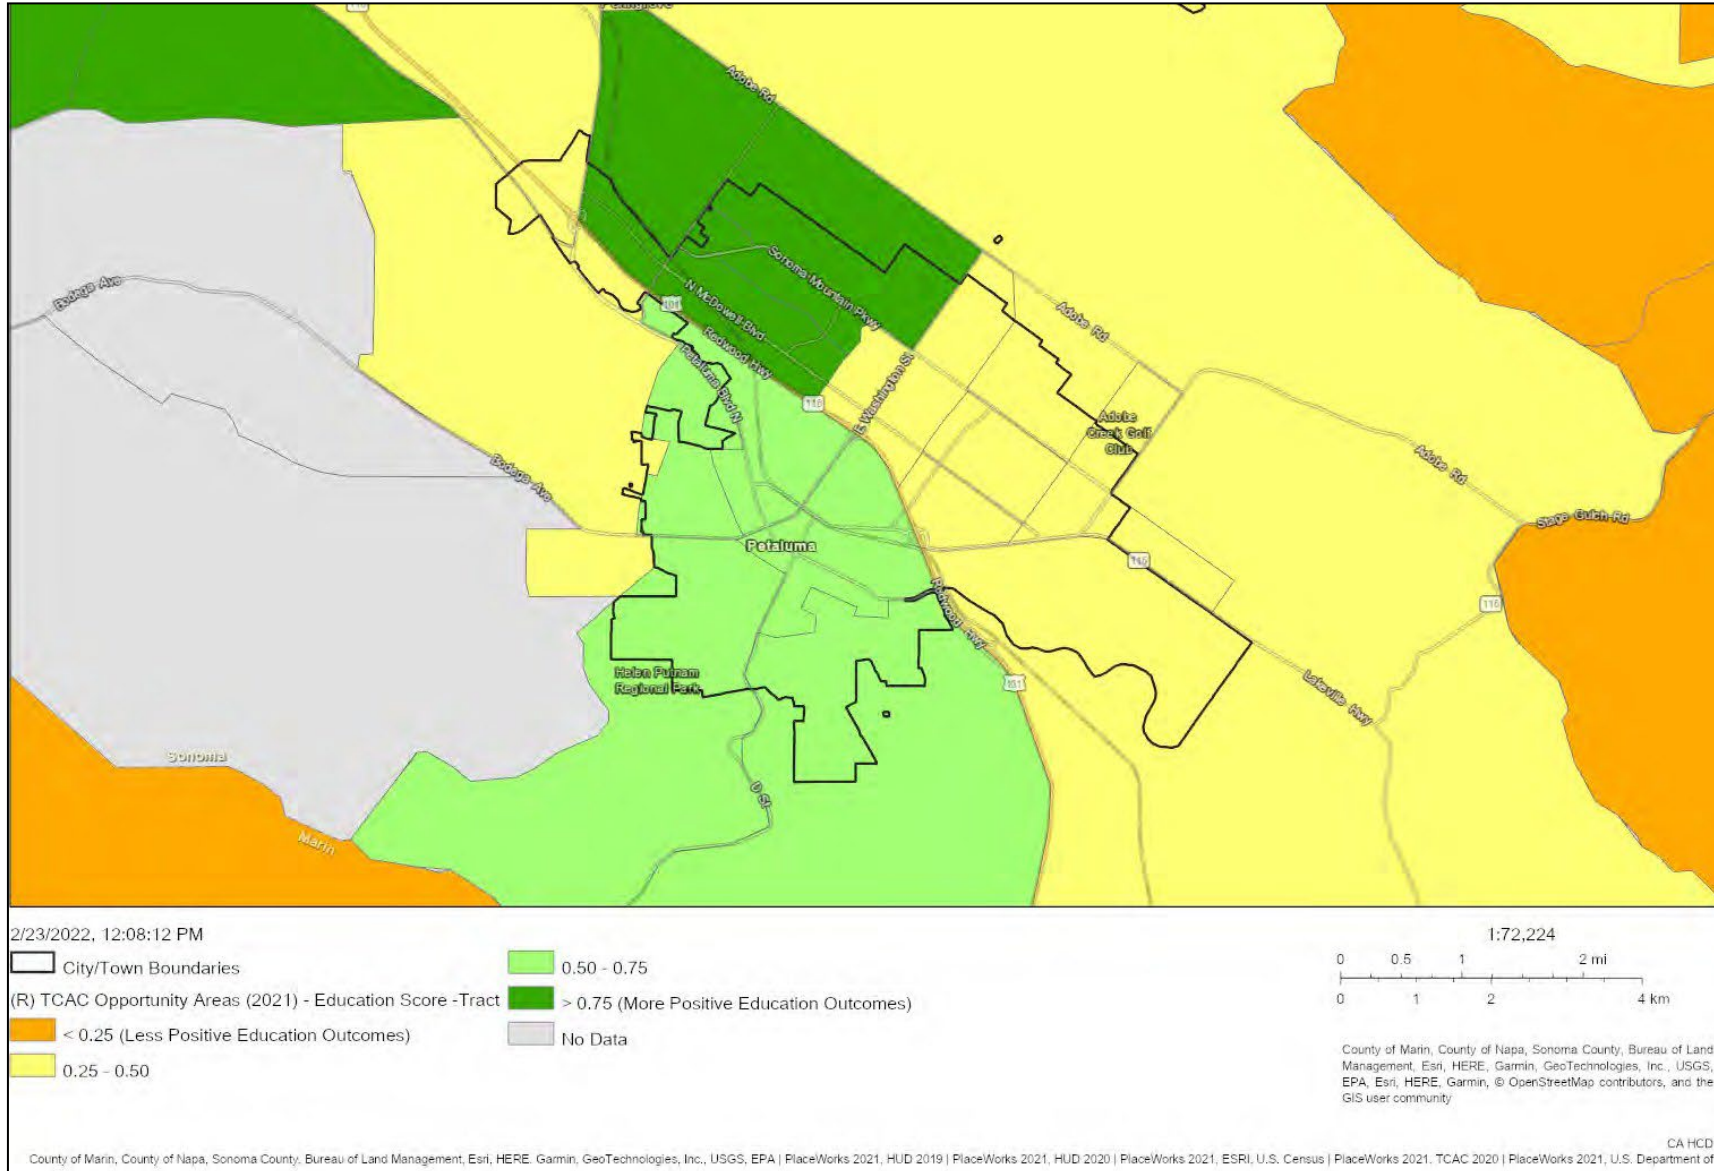 116
Adobe Rd
Bodega Ave
101
N McDowell Blvd
Sonoma Mountain Pkwy
Redwood Hwy
Petaluma Blvd N
116
E Washington St
Adobe Rd
Adobe
Creek Golf
Club
Adobe Rd
Bodega Ave
Stage Gulch Rd
Petaluma
116
116
Redwood Hwy
Helen Putnam
Regional Park
101
Lakeville Hwy
Sonoma
D St
Marin
2/23/2022, 12:08:12 PM
City/Town Boundaries
(R) TCAC Opportunity Areas (2021) - Education Score -Tract
< 0.25 (Less Positive Education Outcomes)
0.25 - 0.50
0.50 - 0.75
> 0.75 (More Positive Education Outcomes)
No Data
1:72,224
0 0.5 1 2 mi
0 1 2 4 km
County of Marin, County of Napa, Sonoma County, Bureau of Land
Management, Esri, HERE, Garmin, GeoTechnologies, Inc., USGS,
EPA, Esri, HERE, Garmin, © OpenStreetMap contributors, and the
GIS user community
CA HCD
County of Marin, County of Napa, Sonoma County, Bureau of Land Management, Esri, HERE, Garmin, GeoTechnologies, Inc., USGS, EPA | PlaceWorks 2021, HUD 2019 | PlaceWorks 2021, HUD 2020 | PlaceWorks 2021, ESRI, U.S. Census | PlaceWorks 2021, TCAC 2020 | PlaceWorks 2021, U.S. Department of